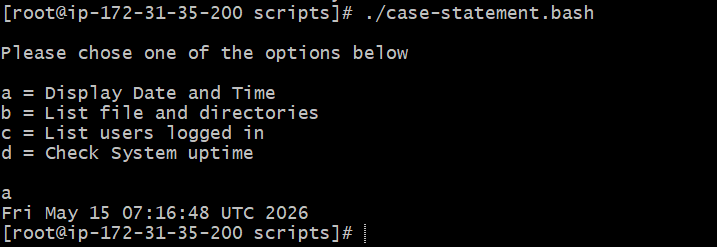 [root@ip-172-31-35-200 scripts]# ./case-statement.bash
Please chose one of the options below
a = Display Date and Time
b = List file and directories
c = List users logged in
d = Check System uptime
a
Fri May 15 07:16:48 UTC 2026
[root@ip-172-31-35-200 scripts]#